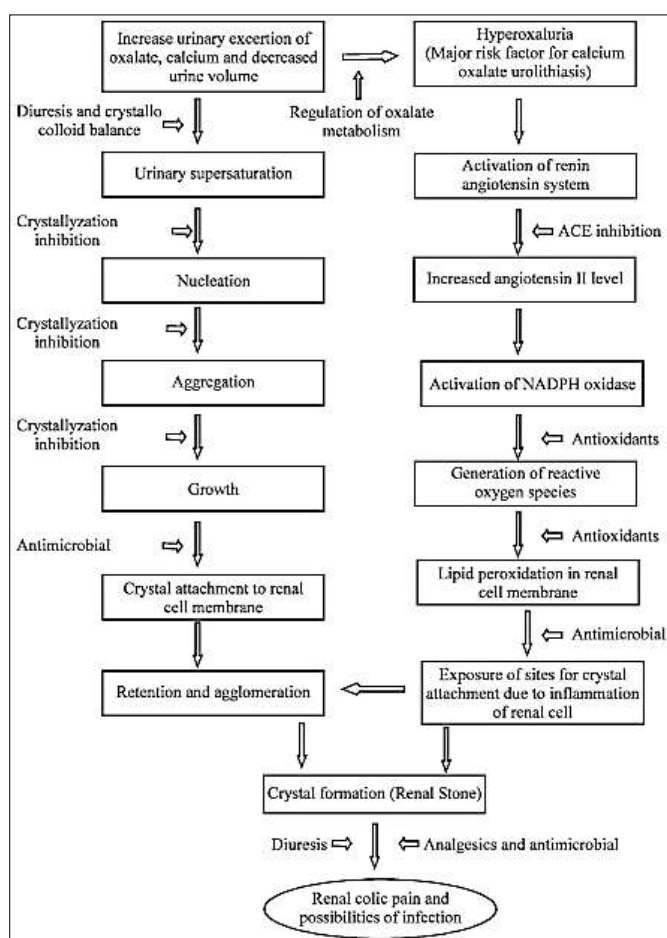 Increase urinary excertion of
oxalate, calcium and decreased
urine volume
Hyperoxaluria
(Major risk factor for calcium
oxalate urolithiasis)
Diuresis and crystallo
colloid balance
Regulation of oxalate
metabolism
Urinary supersaturation
Activation of renin
angiotensin system
Crystallyzation
inhibition
ACE inhibition
Nucleation
Increased angiotensin II level
Crystallyzation
inhibition
Aggregation
Activation of NADPH oxidase
Crystallyzation
inhibition
Antioxidants
Growth
Generation of reactive
oxygen species
Antimicrobial
Antioxidants
Crystal attachment to renal
cell membrane
Lipid peroxidation in renal
cell membrane
Antimicrobial
Retention and agglomeration
Exposure of sites for crystal
attachment due to inflammation
of renal cell
Crystal formation (Renal Stone)
Diuresis
Analgesics and antimicrobial
Renal colic pain and
possibilities of infection